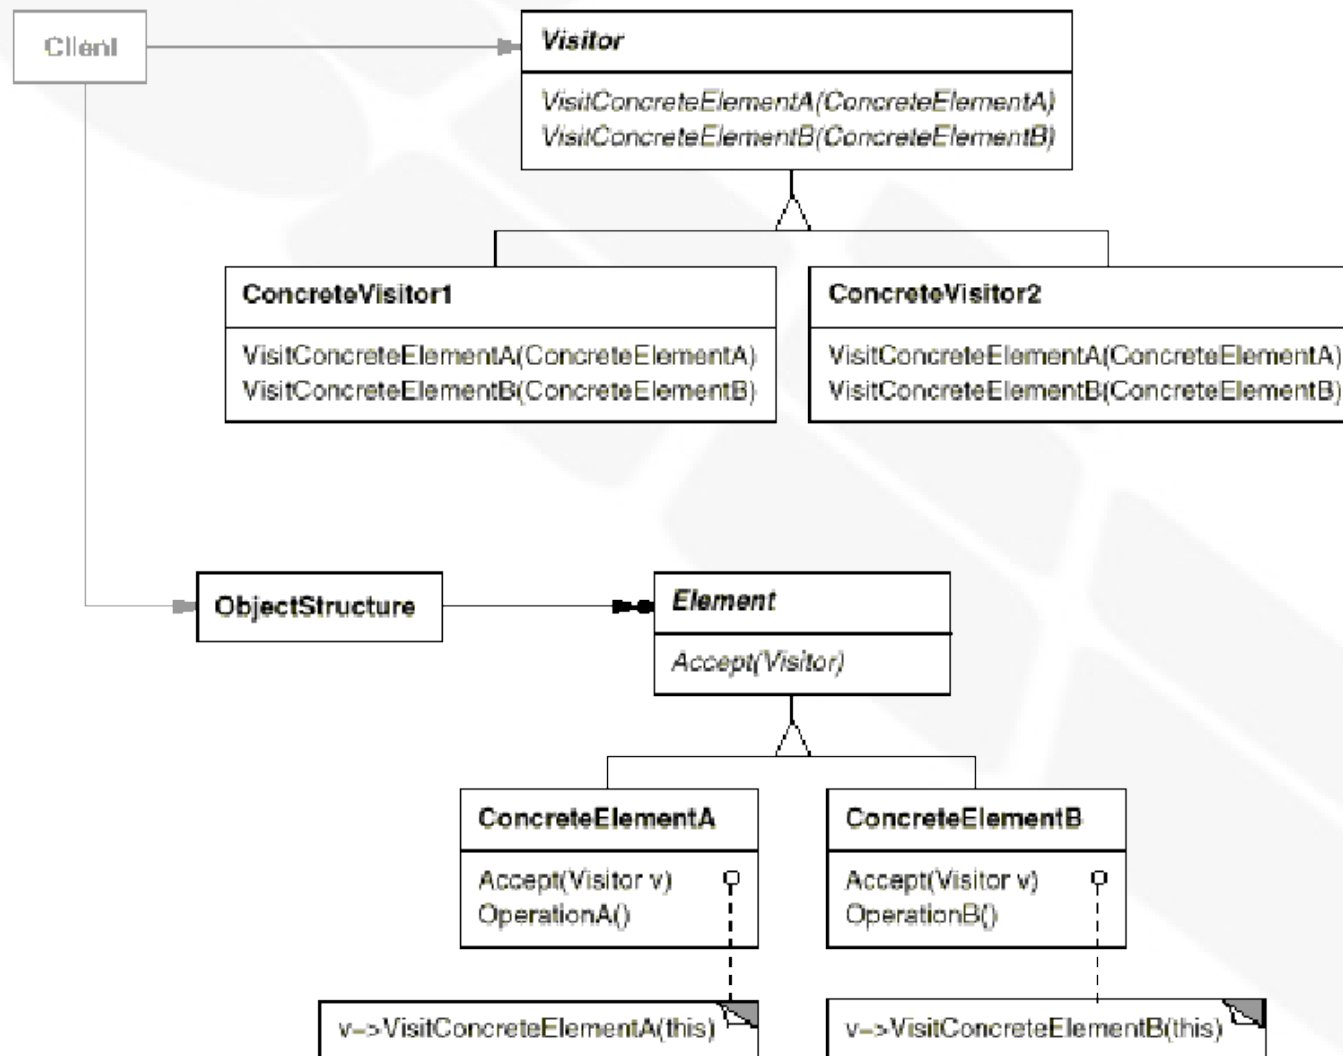 Client
Visitor
VisitConcreteElementA(ConcreteElementA)
VisitConcreteElementB(ConcreteElementB)
ConcreteVisitor1
VisitConcreteElementA(ConcreteElementA)
VisitConcreteElementB(ConcreteElementB)
ConcreteVisitor2
VisitConcreteElementA(ConcreteElementA)
VisitConcreteElementB(ConcreteElementB)
ObjectStructure
Element
Accept(Visitor)
ConcreteElementA
Accept(Visitor v)
OperationA()
ConcreteElementB
Accept(Visitor v)
OperationB()
v->VisitConcreteElementA(this)
v->VisitConcreteElementB(this)